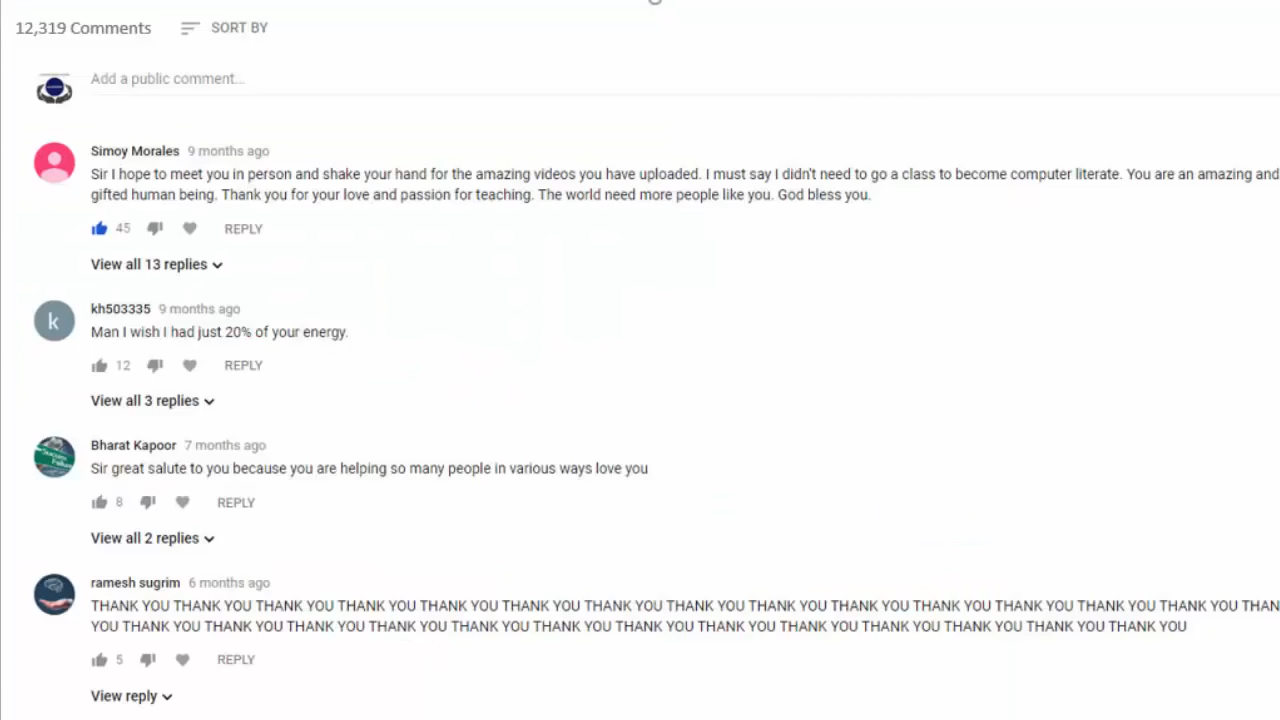 12,319 Comments SORT BY
Add a public comment...
Simoy Morales 9 months ago
Sir I hope to meet you in person and shake your hand for the amazing videos you have uploaded. I must say I didn't need to go a class to become computer literate. You are an amazing and
gifted human being. Thank you for your love and passion for teaching. The world need more people like you. God bless you.
45 REPLY
View all 13 replies
k
kh503335 9 months ago
Man I wish I had just 20% of your energy.
12 REPLY
View all 3 replies
Bharat Kapoor 7 months ago
Sir great salute to you because you are helping so many people in various ways love you
8 REPLY
View all 2 replies
ramesh sugrim 6 months ago
THANK YOU THANK YOU THANK YOU THANK YOU THANK YOU THANK YOU THANK YOU THANK YOU THANK YOU THANK YOU THANK YOU THANK YOU THANK YOU THANK YOU THAN
YOU THANK YOU THANK YOU THANK YOU THANK YOU THANK YOU THANK YOU THANK YOU THANK YOU THANK YOU THANK YOU THANK YOU THANK YOU THANK YOU
5 REPLY
View reply